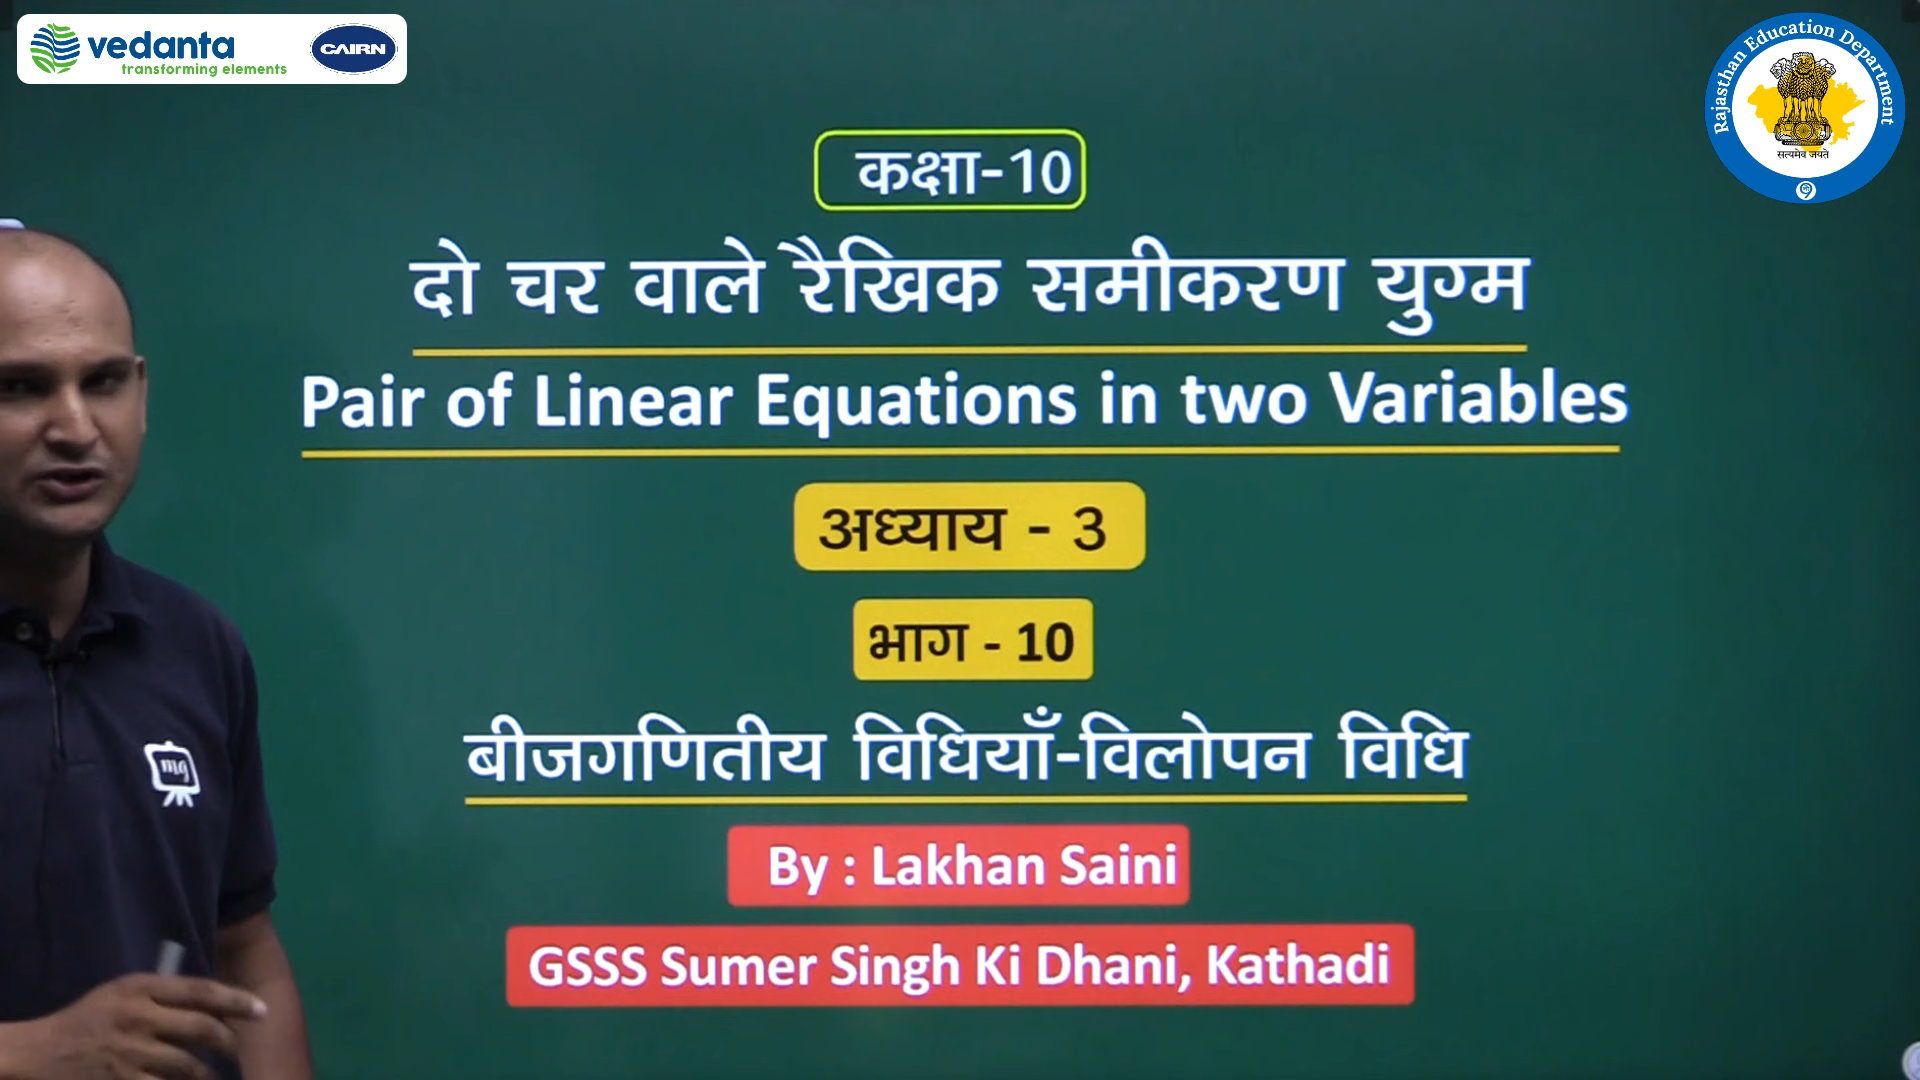 vedanta
transforming elements
CAIRN
Rajasthan Education Department
सत्यमेव जयते
कक्षा-10
दो चर वाले रैखिक समीकरण युग्म
Pair of Linear Equations in two Variables
अध्याय - 3
भाग - 10
बीजगणितीय विधियाँ-विलोपन विधि
mg
By : Lakhan Saini
GSSS Sumer Singh Ki Dhani, Kathadi